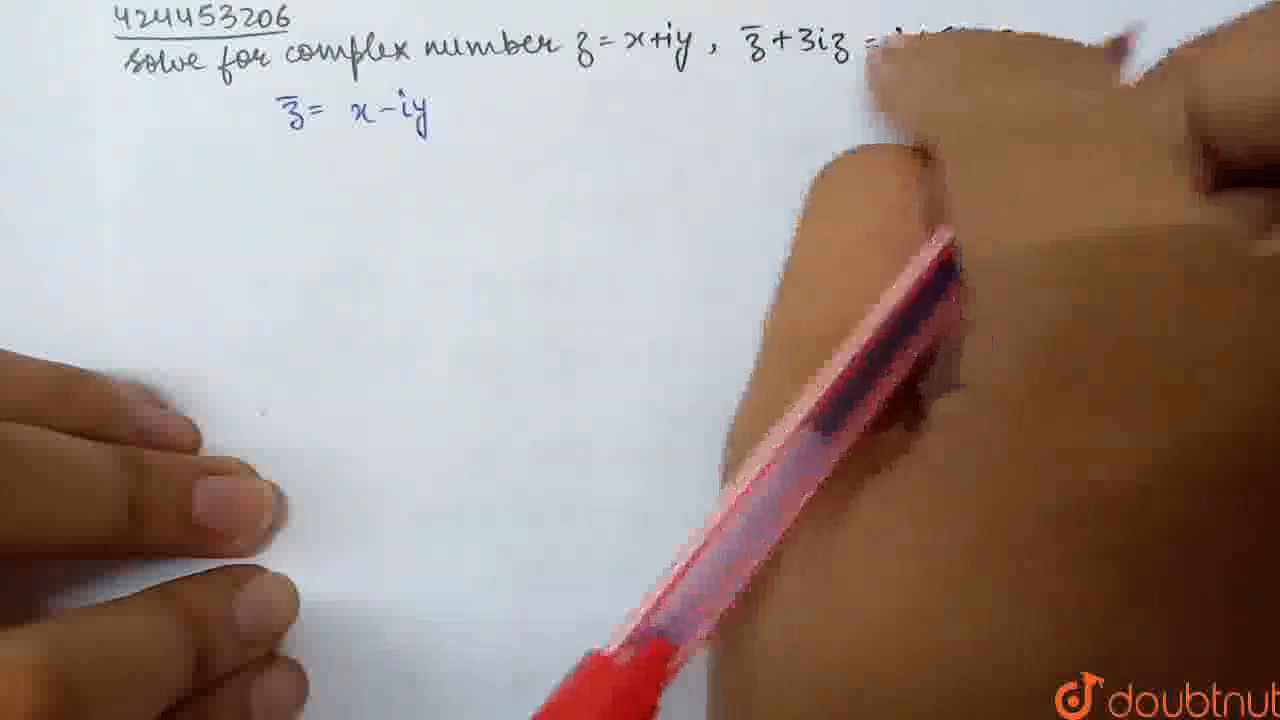 424453206
solve for complex number z = x+iy , z̄ + 3iz =
z̄ = x - iy
doubtnut